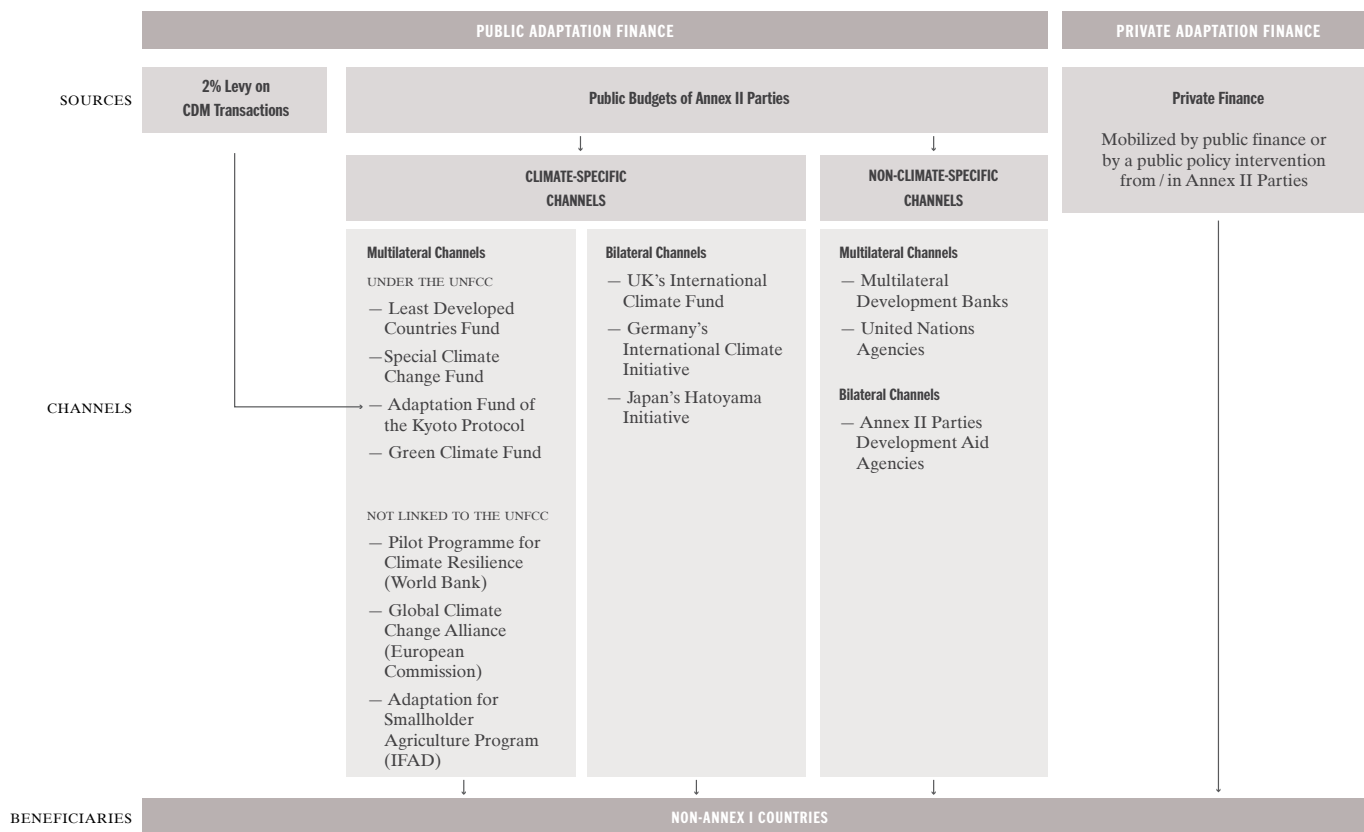 PUBLIC ADAPTATION FINANCE
PRIVATE ADAPTATION FINANCE
SOURCES
2% Levy on
CDM Transactions
Public Budgets of Annex II Parties
Private Finance
Mobilized by public finance or
by a public policy intervention
from / in Annex II Parties
CLIMATE-SPECIFIC
CHANNELS
NON-CLIMATE-SPECIFIC
CHANNELS
CHANNELS
Multilateral Channels
UNDER THE UNFCC
— Least Developed
Countries Fund
—Special Climate
Change Fund
— Adaptation Fund of
the Kyoto Protocol
— Green Climate Fund
NOT LINKED TO THE UNFCC
— Pilot Programme for
Climate Resilience
(World Bank)
— Global Climate
Change Alliance
(European
Commission)
— Adaptation for
Smallholder
Agriculture Program
(IFAD)
Bilateral Channels
— UK's International
Climate Fund
— Germany's
International Climate
Initiative
— Japan's Hatoyama
Initiative
Multilateral Channels
— Multilateral
Development Banks
— United Nations
Agencies
Bilateral Channels
— Annex II Parties
Development Aid
Agencies
BENEFICIARIES
NON-ANNEX I COUNTRIES